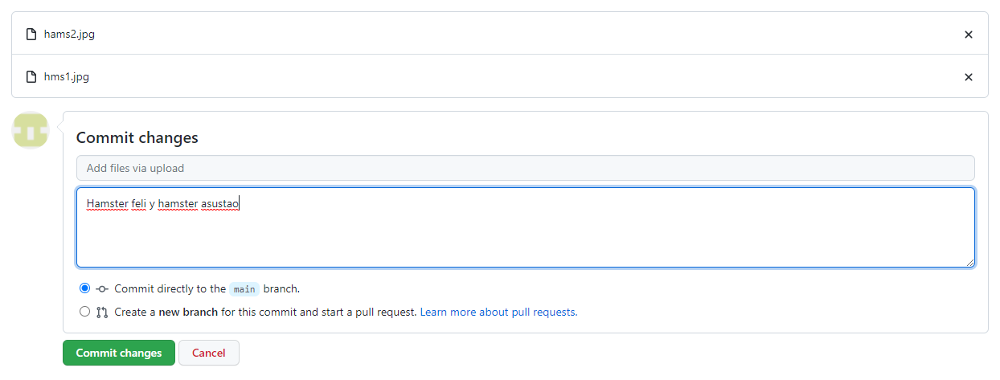 hams2.jpg
hms1.jpg
Commit changes
Add files via upload
Hamster feli y hamster asustao
Commit directly to the main branch.
Create a new branch for this commit and start a pull request. Learn more about pull requests.
Commit changes Cancel